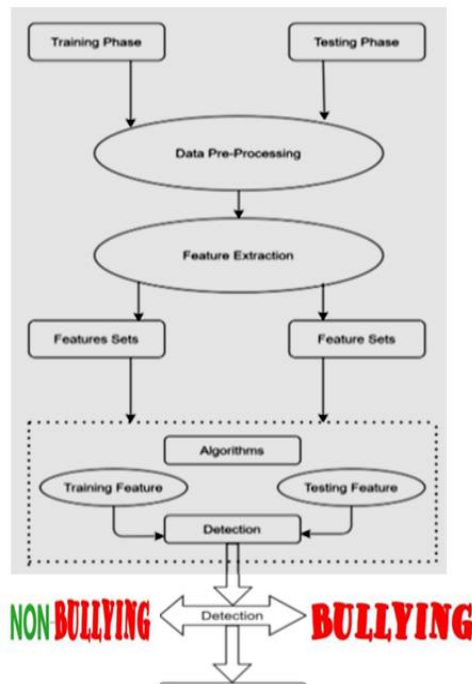 Training Phase
Testing Phase
Data Pre-Processing
Feature Extraction
Features Sets
Feature Sets
Algorithms
Training Feature
Testing Feature
Detection
NON-BULLYING
Detection
BULLYING